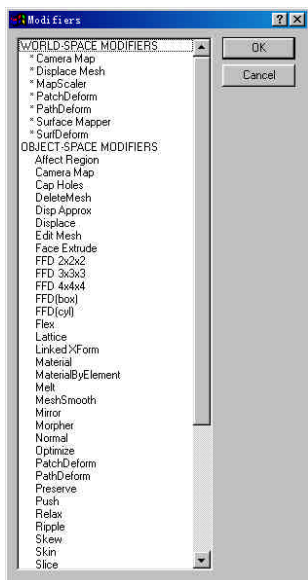 Modifiers
WORLD-SPACE MODIFIERS
* Camera Map
* Displace Mesh
* MapScaler
* PatchDeform
* PathDeform
* Surface Mapper
* SurfDeform
OBJECT-SPACE MODIFIERS
Affect Region
Camera Map
Cap Holes
DeleteMesh
Disp Approx
Displace
Edit Mesh
Face Extrude
FFD 2x2x2
FFD 3x3x3
FFD 4x4x4
FFD(box)
FFD(cyl)
Flex
Lattice
Linked XForm
Material
MaterialByElement
Melt
MeshSmooth
Mirror
Morpher
Normal
Optimize
PatchDeform
PathDeform
Preserve
Push
Relax
Ripple
Skew
Skin
Slice
OK
Cancel